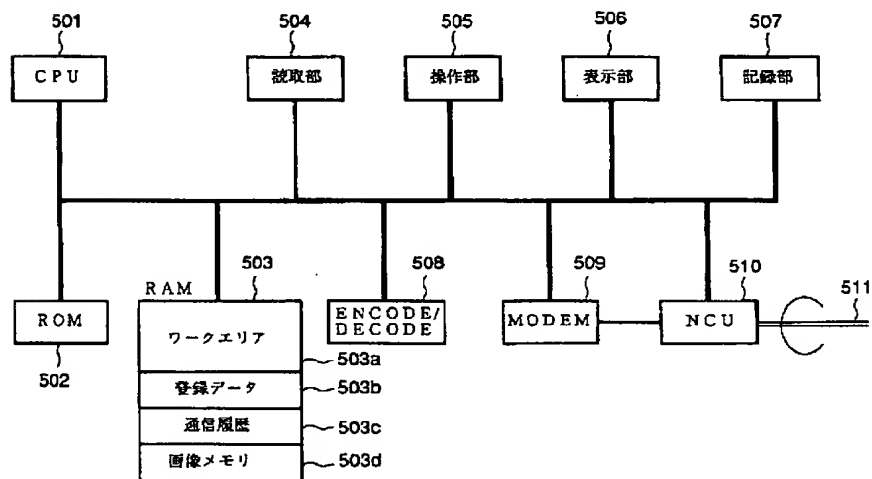 501
504
505
506
507
CPU
読取部
操作部
表示部
記録部
RAM
503
508
509
510
511
ROM
ENCODE/
DECODE
MODEM
NCU
502
ワークエリア
503a
登録データ
503b
通信履歴
503c
画像メモリ
503d